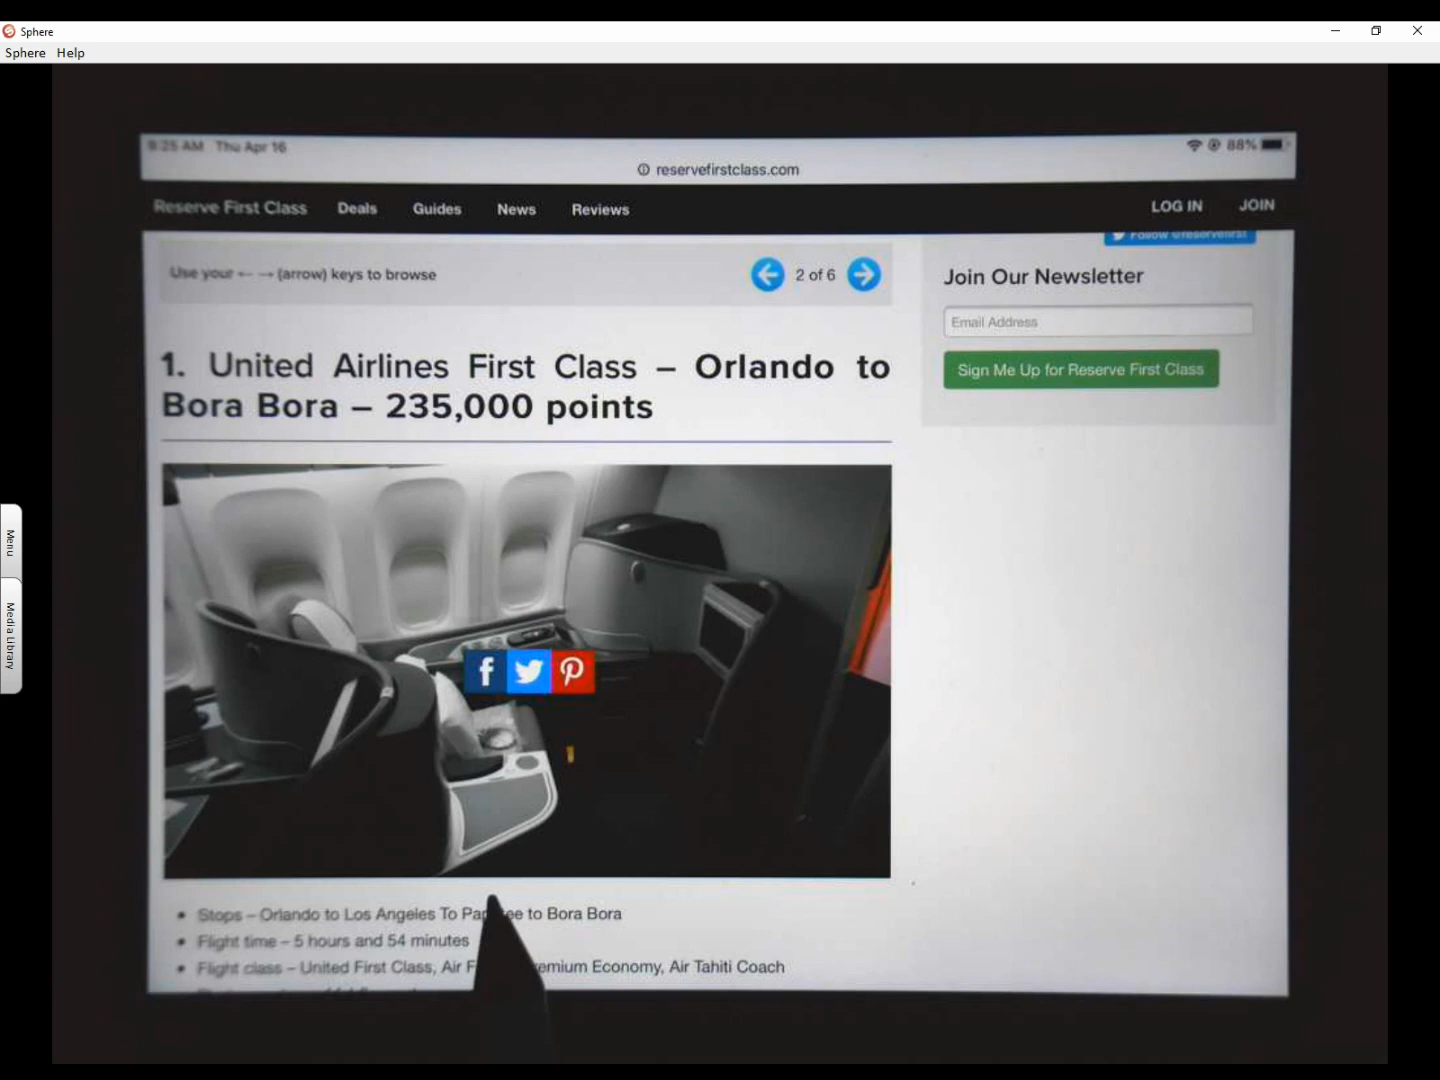 Sphere
Sphere Help
9:25 AM Thu Apr 16
88%
reservefirstclass.com
Reserve First Class Deals Guides News Reviews LOG IN JOIN
Follow @reservefirst
Use your ← → (arrow) keys to browse
2 of 6
Join Our Newsletter
Email Address
Sign Me Up for Reserve First Class
1. United Airlines First Class – Orlando to
Bora Bora – 235,000 points
Menu
Media Library
• Stops – Orlando to Los Angeles To to Bora Bora
• Flight time – 5 hours and 54 minutes
• Flight class – United First Class, Air Economy, Air Tahiti Coach